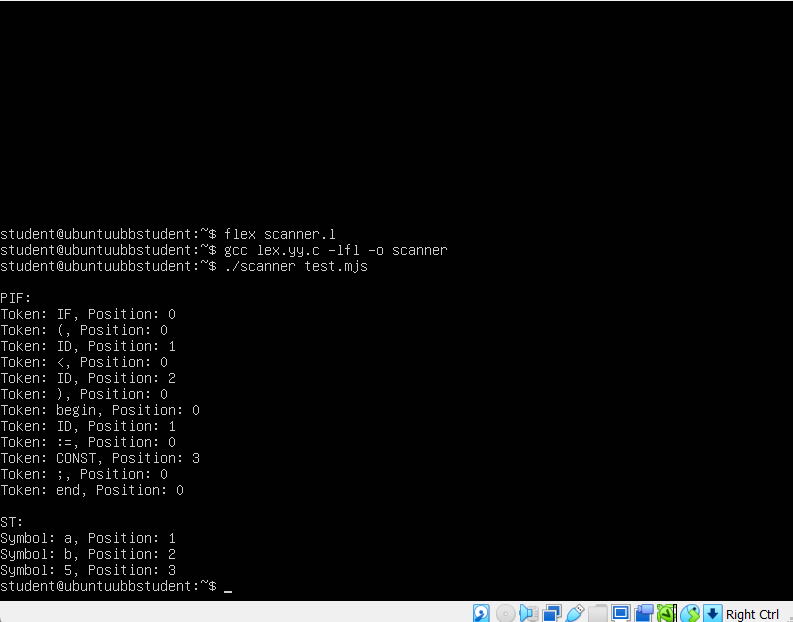 student@ubuntuubbstudent:~$ flex scanner.l
student@ubuntuubbstudent:~$ gcc lex.yy.c -lfl -o scanner
student@ubuntuubbstudent:~$ ./scanner test.mjs

PIF:
Token: IF, Position: 0
Token: (, Position: 0
Token: ID, Position: 1
Token: <, Position: 0
Token: ID, Position: 2
Token: ), Position: 0
Token: begin, Position: 0
Token: ID, Position: 1
Token: :=, Position: 0
Token: CONST, Position: 3
Token: ;, Position: 0
Token: end, Position: 0

ST:
Symbol: a, Position: 1
Symbol: b, Position: 2
Symbol: 5, Position: 3
student@ubuntuubbstudent:~$ _
Right Ctrl